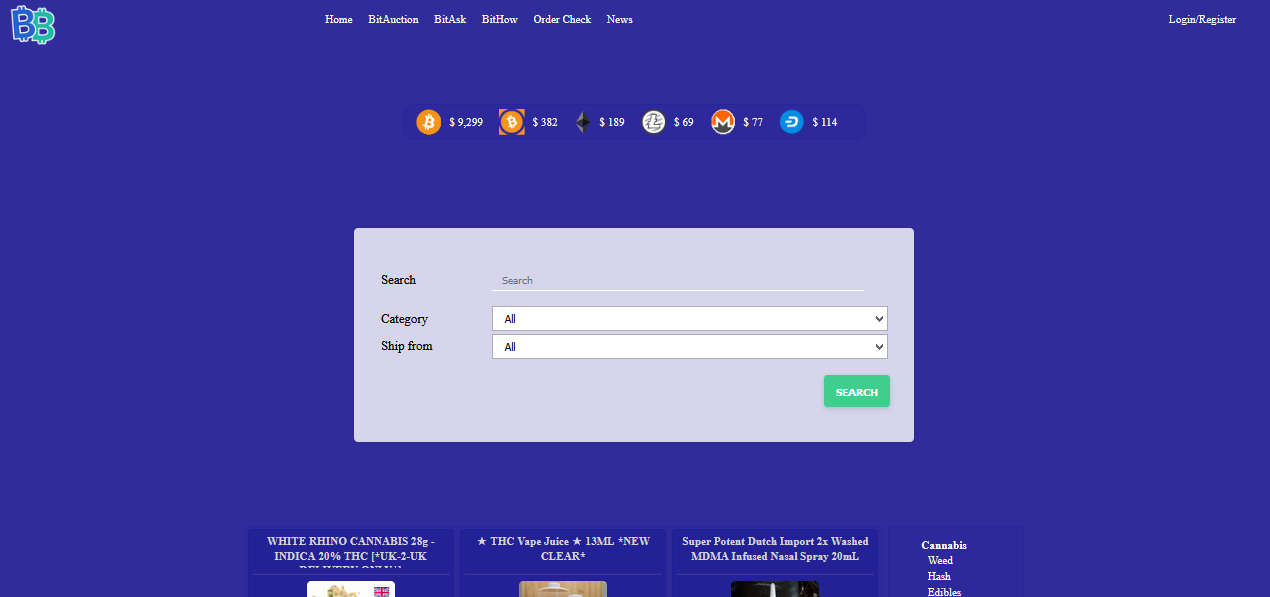 BB
Home BitAuction BitAsk BitHow Order Check News Login/Register
$ 9,299 $ 382 $ 189 $ 69 $ 77 $ 114
Search Search
Category All
Ship from All
SEARCH
WHITE RHINO CANNABIS 28g -
INDICA 20% THC [*UK-2-UK
★ THC Vape Juice ★ 13ML *NEW
CLEAR*
Super Potent Dutch Import 2x Washed
MDMA Infused Nasal Spray 20mL
Cannabis
Weed
Hash
Edibles